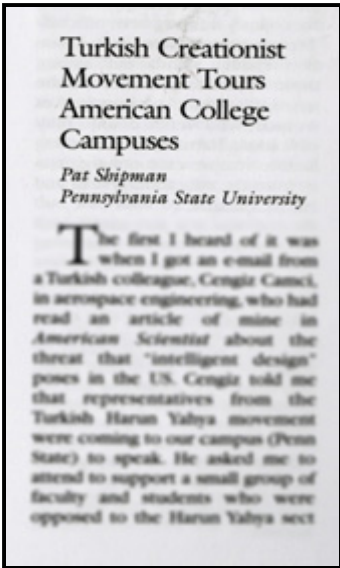 Turkish Creationist
Movement Tours
American College
Campuses
Pat Shipman
Pennsylvania State University
The first I heard of it was
when I got an e-mail from
a Turkish colleague, Cengiz Camci,
in aerospace engineering, who had
read an article of mine in
American Scientist about the
threat that "intelligent design"
poses in the US. Cengiz told me
that representatives from the
Turkish Harun Yahya movement
were coming to our campus (Penn
State) to speak. He asked me to
attend to support a small group of
faculty and students who were
opposed to the Harun Yahya sect